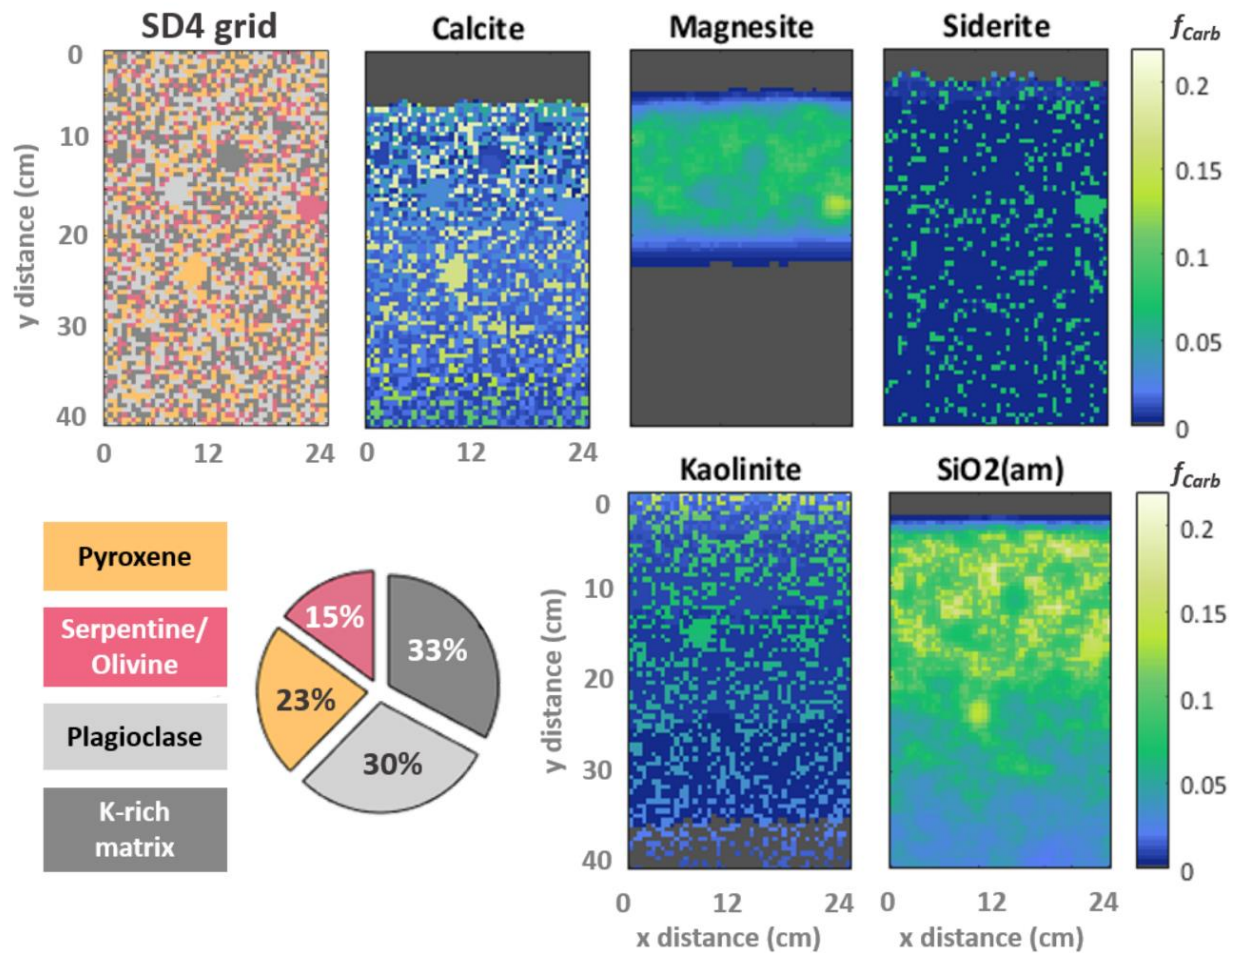 SD4 grid
Calcite
Magnesite
Siderite
fCarb
0
10
20
30
40
y distance (cm)
0 12 24
0 12 24
0.2
0.15
0.1
0.05
0
Kaolinite
SiO2(am)
fCarb
Pyroxene
Serpentine/
Olivine
Plagioclase
K-rich
matrix
15%
33%
23%
30%
0
10
20
30
40
y distance (cm)
0 12 24
0 12 24
x distance (cm)
x distance (cm)
0.2
0.15
0.1
0.05
0